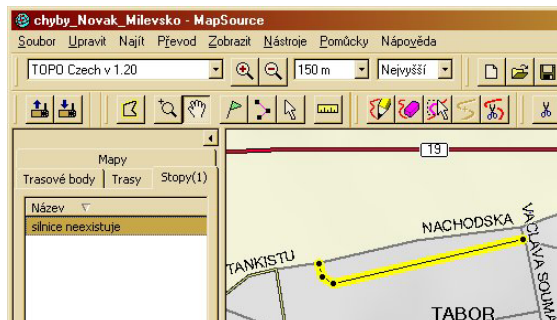 chyby_Novak_Milevsko - MapSource
Soubor Upravit Najít Převod Zobrazit Nástroje Pomůcky Nápověda
TOPO Czech v 1.20 150 m Nejvyšší
Mapy
Trasové body Trasy Stopy(1)
Název
silnice neexistuje
19
NACHODSKA
TANKISTU
VACLAVA SOUMA
TABOR